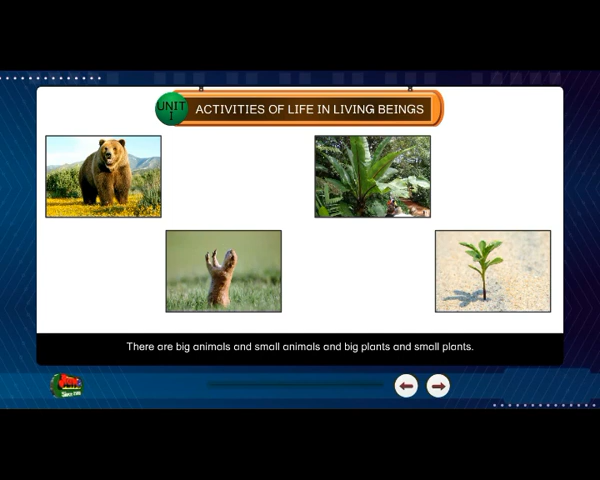 UNIT
I
ACTIVITIES OF LIFE IN LIVING BEINGS
There are big animals and small animals and big plants and small plants.